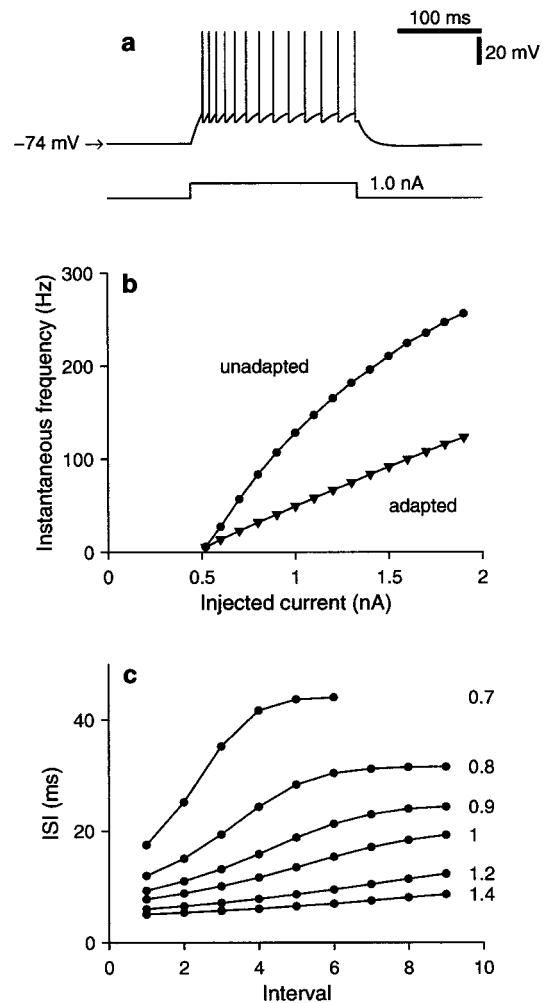 a
100 ms
20 mV
−74 mV →
1.0 nA
b
Instantaneous frequency (Hz)
300
200
100
0
unadapted
adapted
0
0.5
1
1.5
2
Injected current (nA)
c
ISI (ms)
40
20
0
0.7
0.8
0.9
1
1.2
1.4
0
2
4
6
8
10
Interval